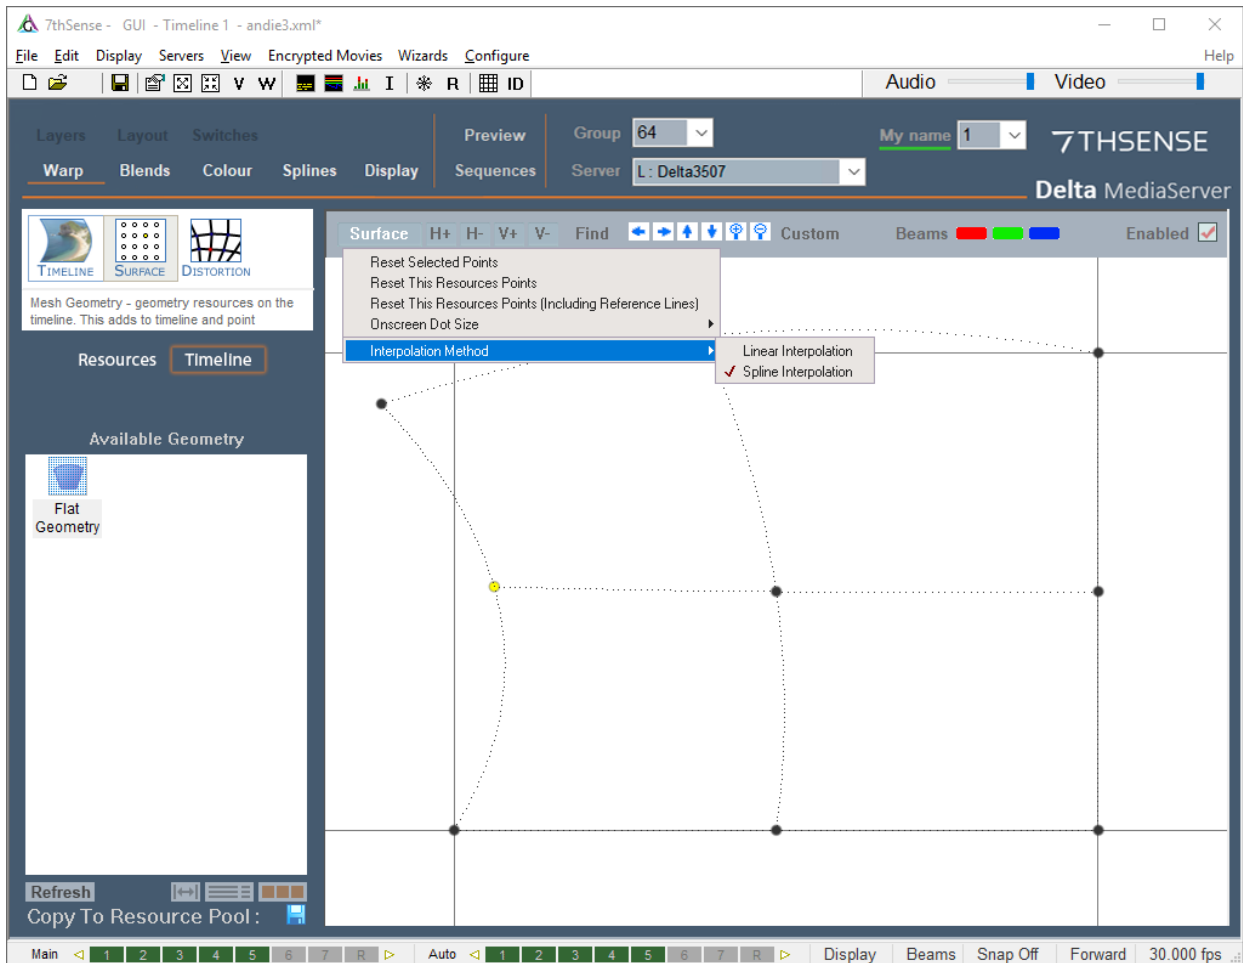 7thSense - GUI - Timeline 1 - andie3.xml*
File Edit Display Servers View Encrypted Movies Wizards Configure Help
V W I R ID Audio Video
Layers Layout Switches Preview Group 64 My name 1 7THSENSE
Warp Blends Colour Splines Display Sequences Server L : Delta3507
Delta MediaServer
TIMELINE SURFACE DISTORTION
Surface H+ H- V+ V- Find Custom Beams Enabled
Mesh Geometry - geometry resources on the
timeline. This adds to timeline and point
Reset Selected Points
Reset This Resources Points
Reset This Resources Points (Including Reference Lines)
Onscreen Dot Size
Interpolation Method
Linear Interpolation
Spline Interpolation
Resources Timeline
Available Geometry
Flat
Geometry
Refresh
Copy To Resource Pool :
Main 1 2 3 4 5 6 7 R Auto 1 2 3 4 5 6 7 R Display Beams Snap Off Forward 30.000 fps